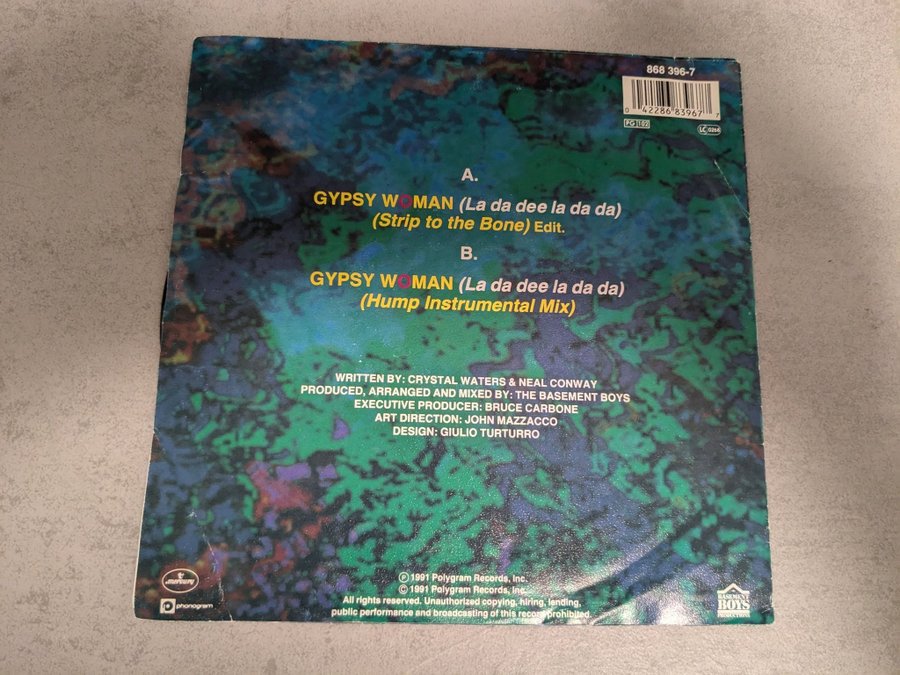 868 396-7
0 42286 83967 7
LC 0268
A.
GYPSY WOMAN (La da dee la da da)
(Strip to the Bone) Edit.
B.
GYPSY WOMAN (La da dee la da da)
(Hump Instrumental Mix)
WRITTEN BY: CRYSTAL WATERS & NEAL CONWAY
PRODUCED, ARRANGED AND MIXED BY: THE BASEMENT BOYS
EXECUTIVE PRODUCER: BRUCE CARBONE
ART DIRECTION: JOHN MAZZACCO
DESIGN: GIULIO TURTURRO
℗ 1991 Polygram Records, Inc.
© 1991 Polygram Records, Inc.
All rights reserved. Unauthorized copying, hiring, lending,
public performance and broadcasting of this record prohibited.
mercury
phonogram
BASEMENT
BOYS